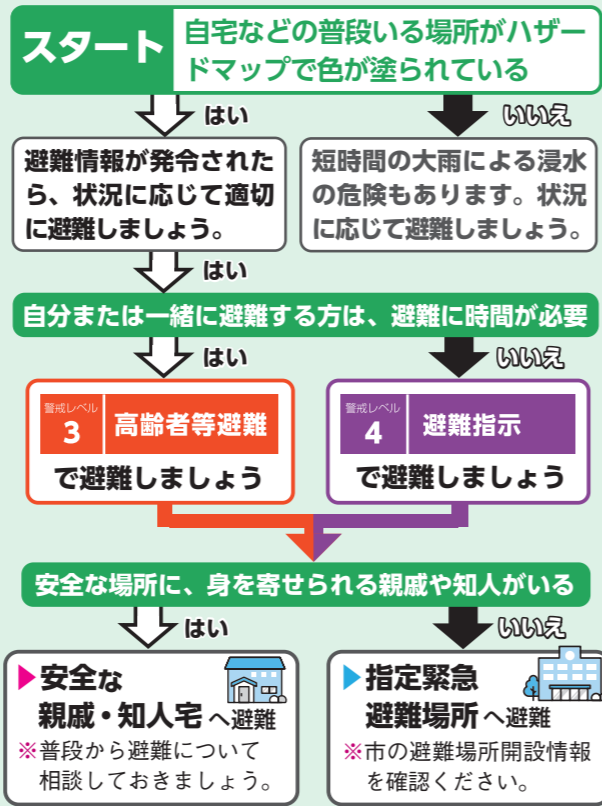 スタート
自宅などの普段いる場所がハザー
ドマップで色が塗られている
はい
いいえ
避難情報が発令された
ら、状況に応じて適切
に避難しましょう。
短時間の大雨による浸水
の危険もあります。状況
に応じて避難しましょう。
はい
自分または一緒に避難する方は、避難に時間が必要
はい
いいえ
警戒レベル
3
高齢者等避難
で避難しましょう
警戒レベル
4
避難指示
で避難しましょう
安全な場所に、身を寄せられる親戚や知人がいる
はい
いいえ
▶安全な
親戚・知人宅へ避難
※普段から避難について
相談しておきましょう。
▶指定緊急
避難場所へ避難
※市の避難場所開設情報
を確認ください。